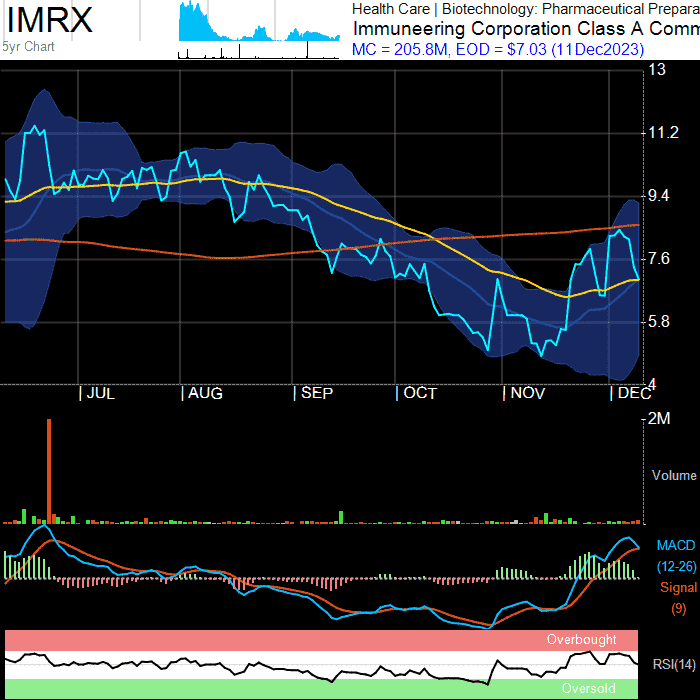 IMRX
5yr Chart
Health Care | Biotechnology: Pharmaceutical Prepara
Immuneering Corporation Class A Comm
MC = 205.8M, EOD = $7.03 (11Dec2023)
13
11.2
9.4
7.6
5.8
4
JUL AUG SEP OCT NOV DEC
2M
Volume
MACD
(12-26)
Signal
(9)
Overbought
RSI(14)
Oversold